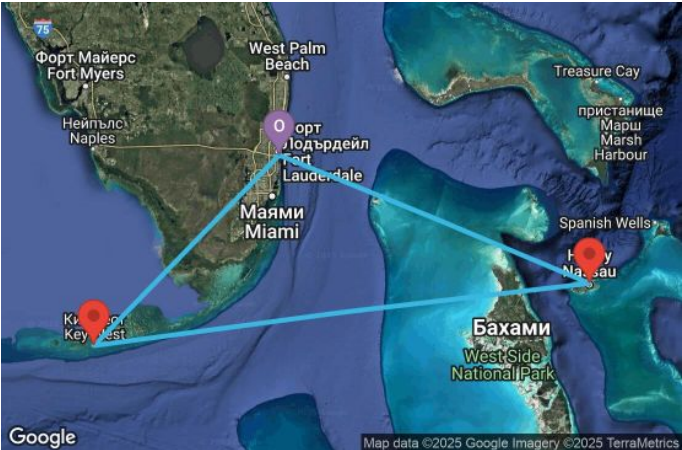 75
Форт Майерс
Fort Myers
West Palm
Beach
Treasure Cay
пристанище
Марш
Marsh
Harbour
Нейпълс
Naples
O
Форт
Лодърдейл
Fort
Lauderdale
Маями
Miami
Spanish Wells
Nassau
Key West
Бахами
West Side
National Park
Google
Map data ©2025 Google Imagery ©2025 TerraMetrics